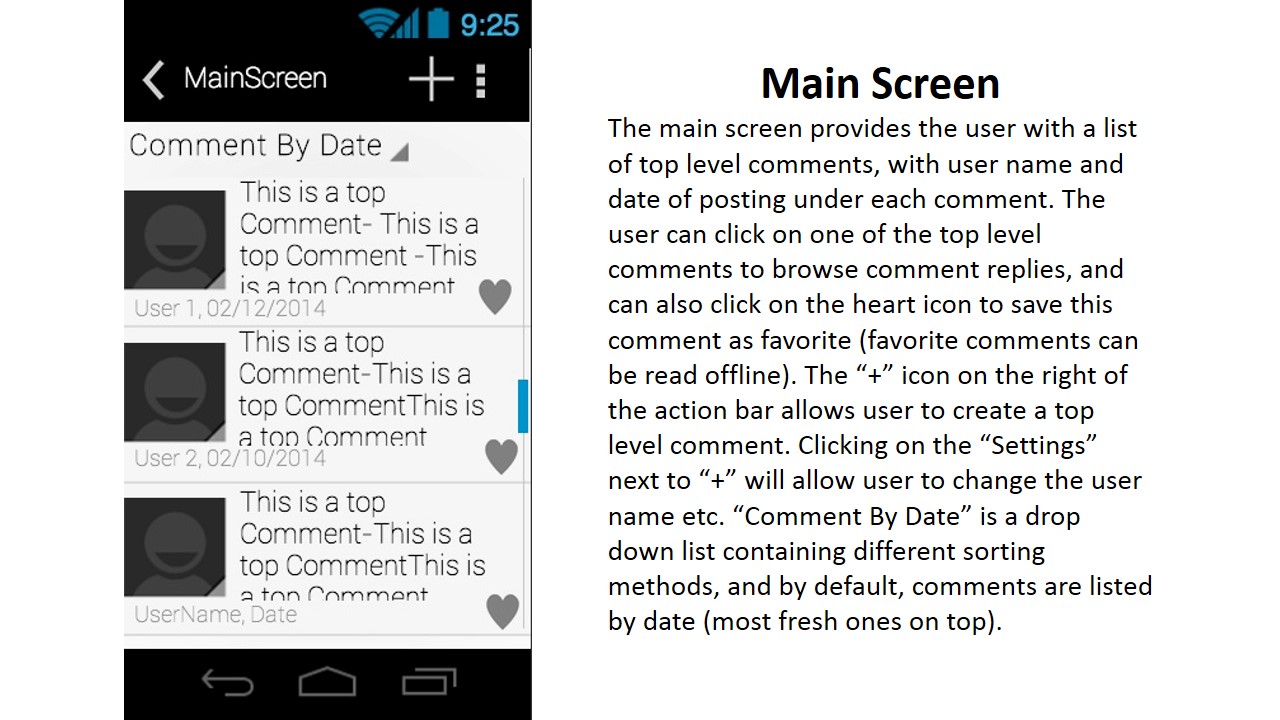 9:25
MainScreen
Comment By Date
This is a top
Comment- This is a
top Comment -This
is a top Comment
User 1, 02/12/2014
This is a top
Comment-This is a
top CommentThis is
a top Comment
User 2, 02/10/2014
This is a top
Comment-This is a
top CommentThis is
a top Comment
UserName, Date
Main Screen
The main screen provides the user with a list
of top level comments, with user name and
date of posting under each comment. The
user can click on one of the top level
comments to browse comment replies, and
can also click on the heart icon to save this
comment as favorite (favorite comments can
be read offline). The “+” icon on the right of
the action bar allows user to create a top
level comment. Clicking on the “Settings”
next to “+” will allow user to change the user
name etc. “Comment By Date” is a drop
down list containing different sorting
methods, and by default, comments are listed
by date (most fresh ones on top).